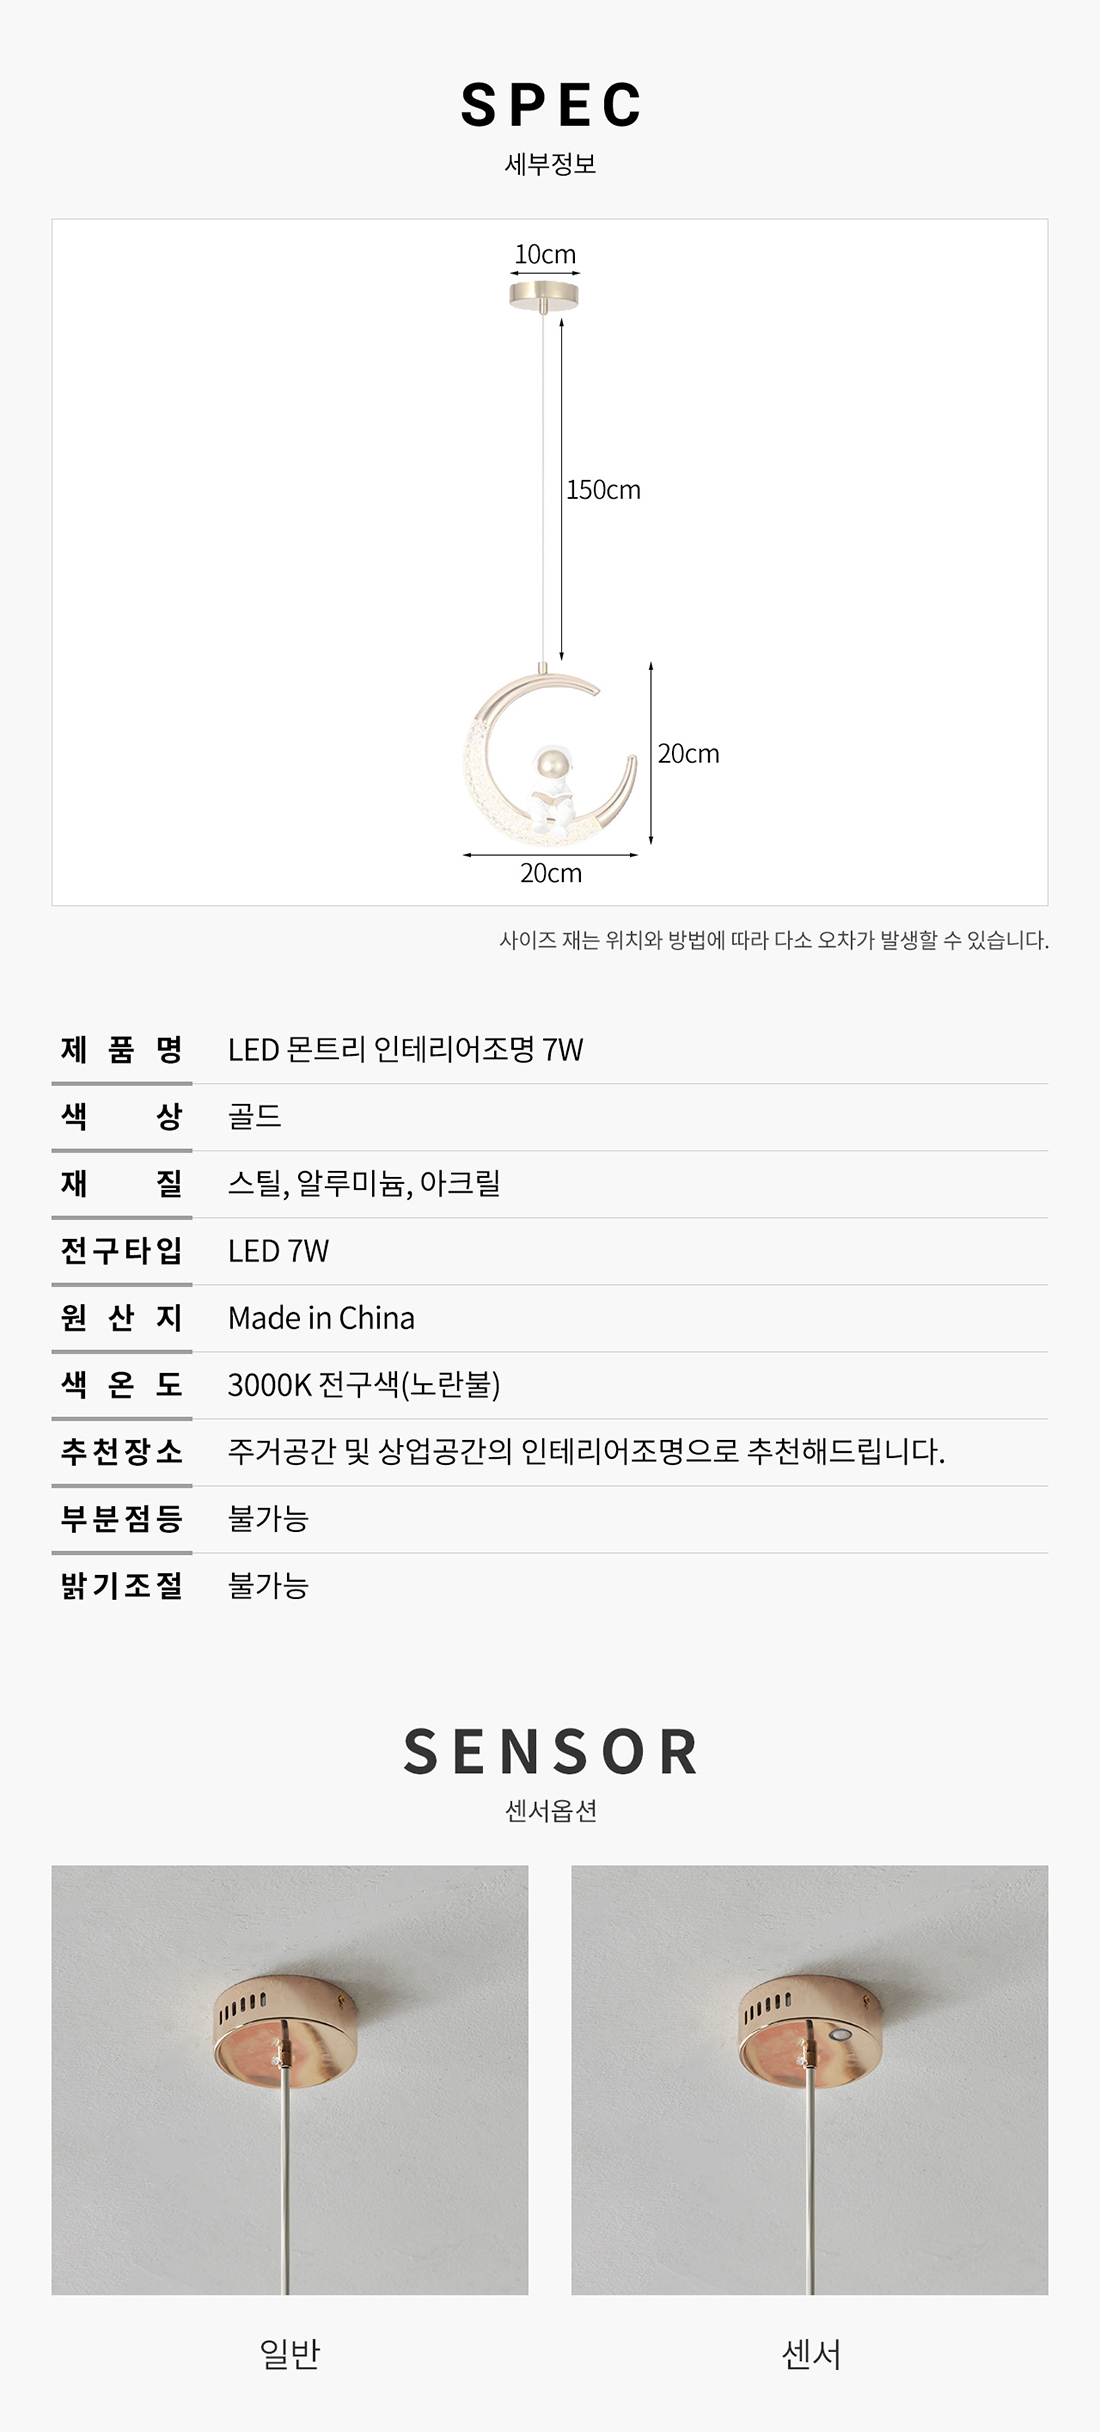 SPEC
세부정보
10cm
150cm
20cm
20cm
사이즈 재는 위치와 방법에 따라 다소 오차가 발생할 수 있습니다.
제 품 명 LED 몬트리 인테리어조명 7W
색 상 골드
재 질 스틸, 알루미늄, 아크릴
전구타입 LED 7W
원 산 지 Made in China
색 온 도 3000K 전구색(노란불)
추천장소 주거공간 및 상업공간의 인테리어조명으로 추천해드립니다.
부분점등 불가능
밝기조절 불가능
SENSOR
센서옵션
일반 센서